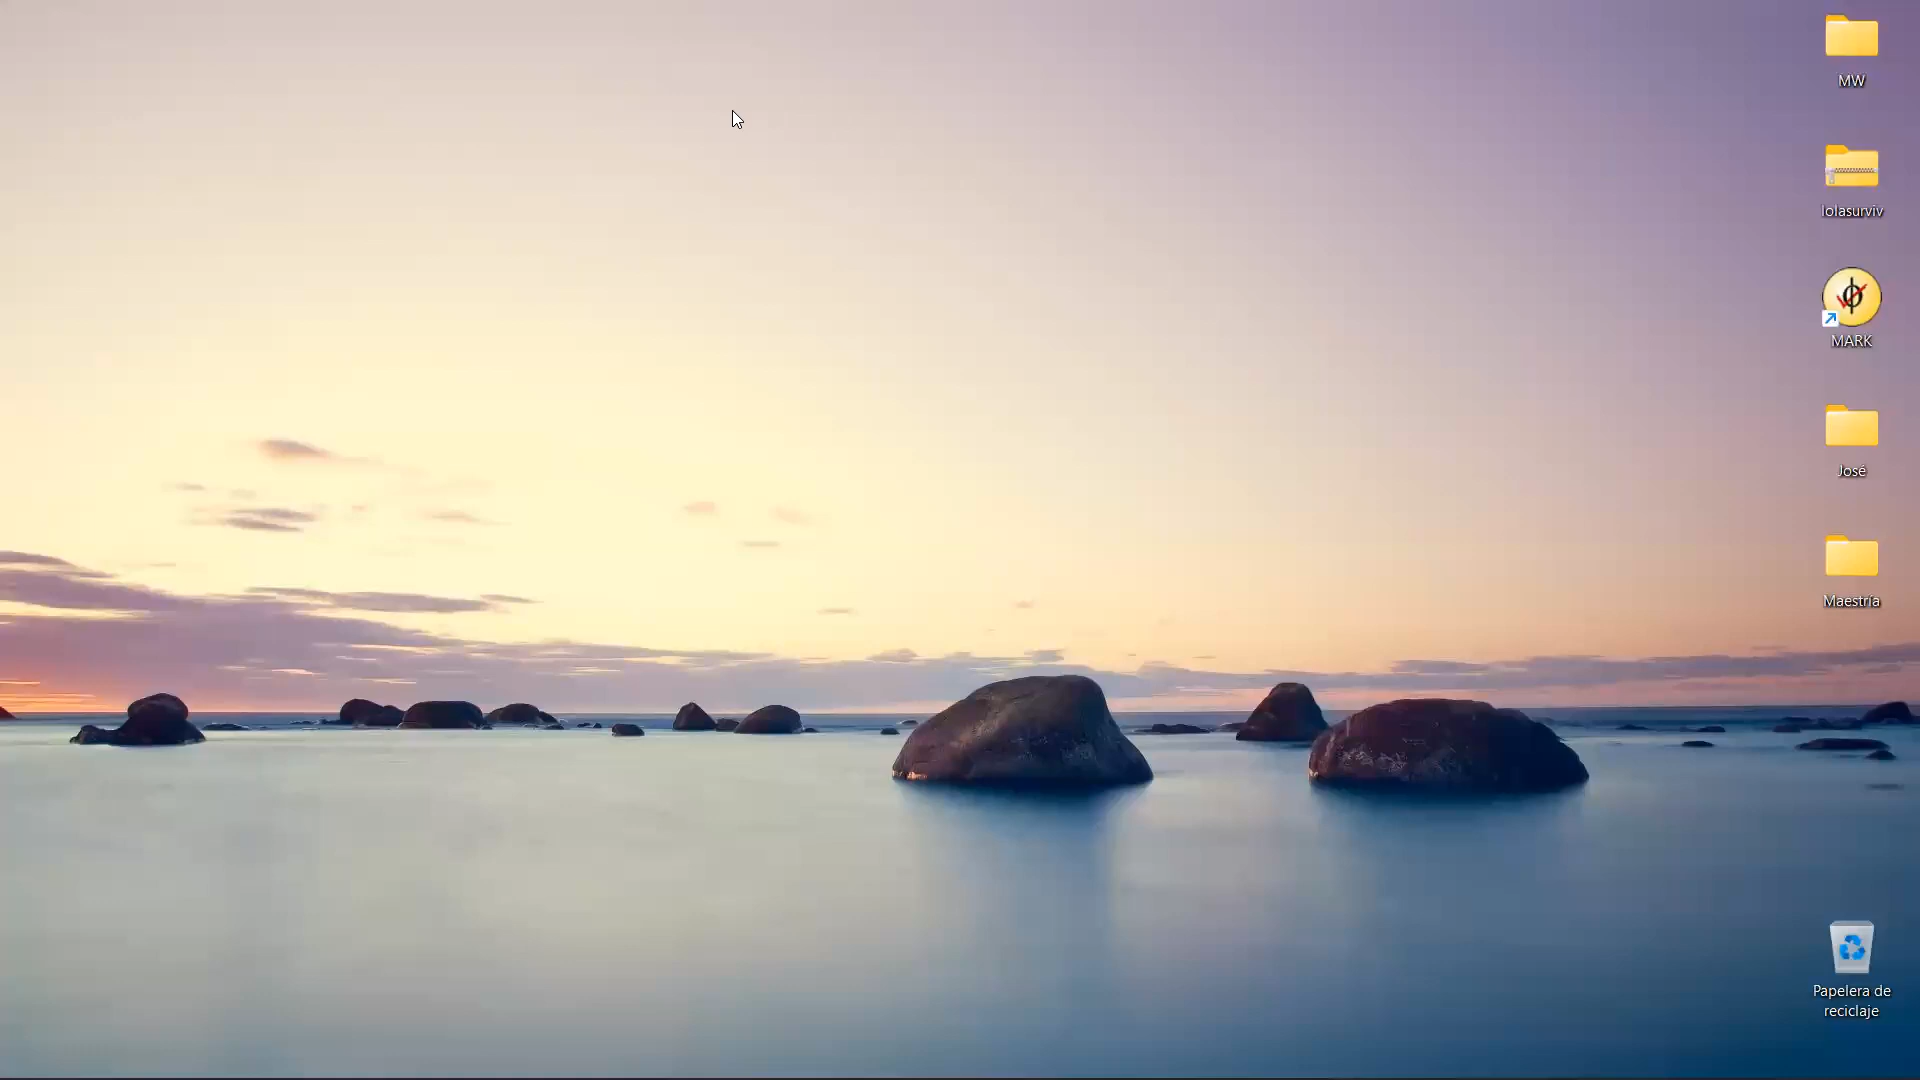 MW
lolasurviv
MARK
José
Maestría
Papelera de
reciclaje